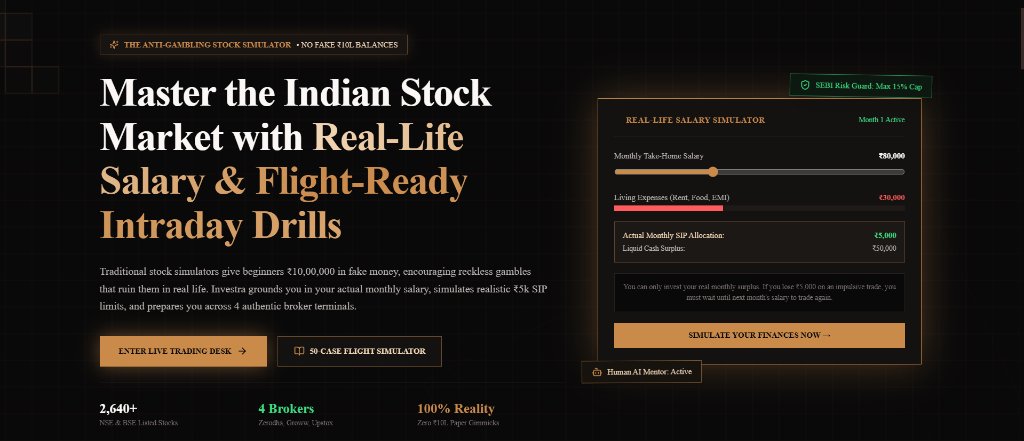 THE ANTI-GAMBLING STOCK SIMULATOR • NO FAKE ₹10L BALANCES
Master the Indian Stock
Market with Real-Life
Salary & Flight-Ready
Intraday Drills
Traditional stock simulators give beginners ₹10,00,000 in fake money, encouraging reckless gambles
that ruin them in real life. Investra grounds you in your actual monthly salary, simulates realistic ₹5k SIP
limits, and prepares you across 4 authentic broker terminals.
ENTER LIVE TRADING DESK →
50-CASE FLIGHT SIMULATOR
2,640+
NSE & BSE Listed Stocks
4 Brokers
Zerodha, Groww, Upstox
100% Reality
Zero ₹10L Paper Gimmicks
SEBI Risk Guard: Max 15% Cap
REAL-LIFE SALARY SIMULATOR
Month 1 Active
Monthly Take-Home Salary ₹80,000
Living Expenses (Rent, Food, EMI) ₹30,000
Actual Monthly SIP Allocation: ₹5,000
Liquid Cash Surplus: ₹50,000
You can only invest your real monthly surplus. If you lose ₹5,000 on an impulsive trade, you
must wait until next month's salary to trade again.
SIMULATE YOUR FINANCES NOW →
Human AI Mentor: Active